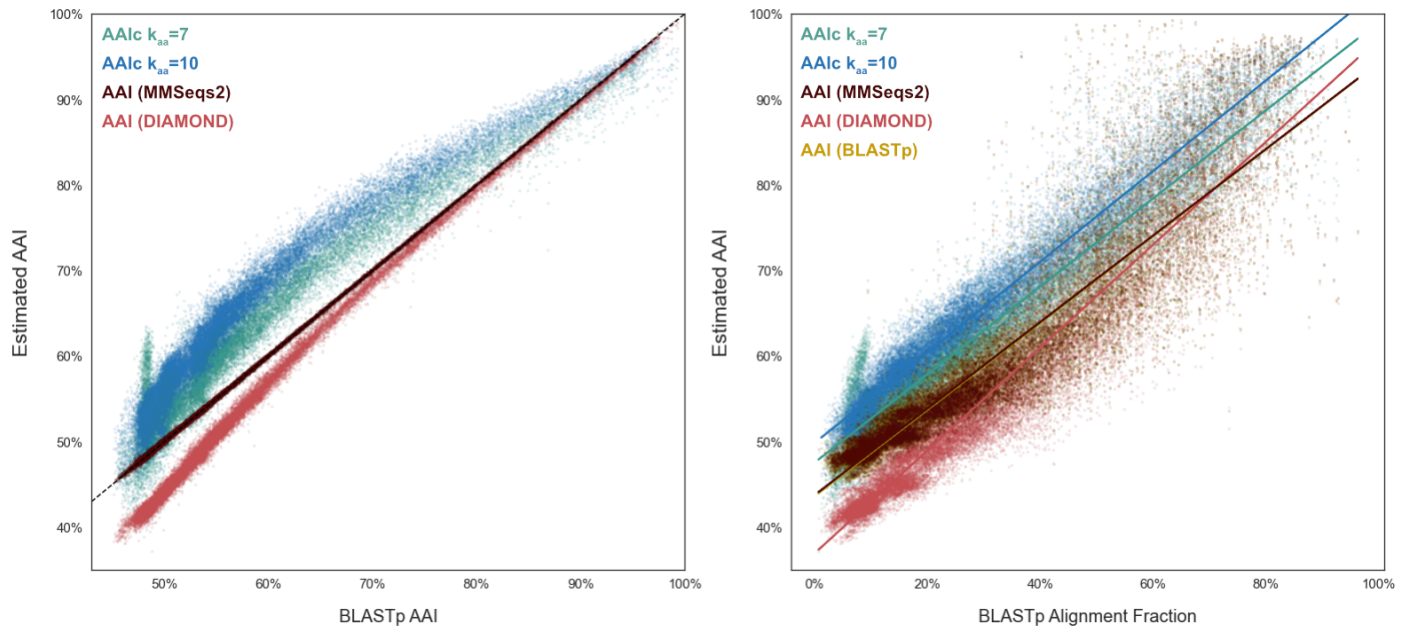 AAIc kaa=7
AAIc kaa=10
AAI (MMSeqs2)
AAI (DIAMOND)
100%
90%
80%
70%
60%
50%
40%
Estimated AAI
50%
60%
70%
80%
90%
100%
BLASTp AAI
AAIc kaa=7
AAIc kaa=10
AAI (MMSeqs2)
AAI (DIAMOND)
AAI (BLASTp)
100%
90%
80%
70%
60%
50%
40%
Estimated AAI
0%
20%
40%
60%
80%
100%
BLASTp Alignment Fraction